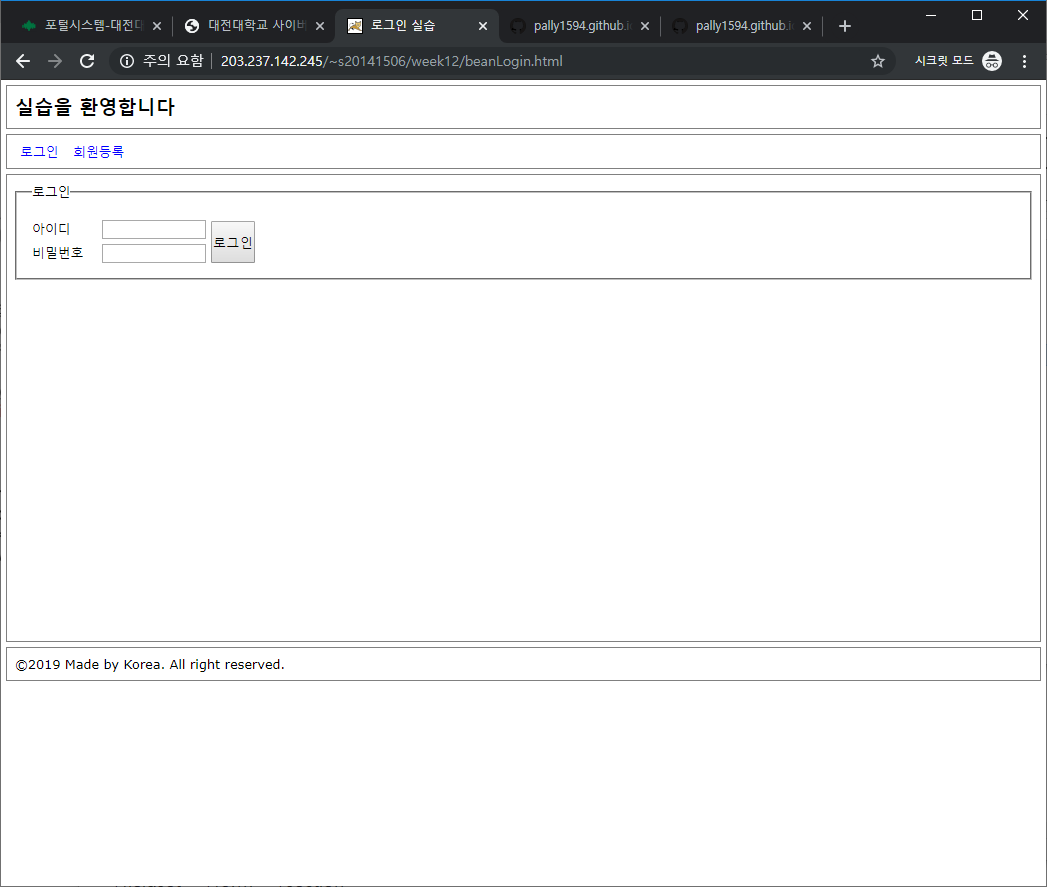 포털시스템-대전대 대전대학교 사이버 로그인 실습 pally1594.github.i pally1594.github.i
주의 요함 203.237.142.245/~s20141506/week12/beanLogin.html 시크릿 모드
실습을 환영합니다
로그인 회원등록
로그인
아이디
비밀번호
로그인
©2019 Made by Korea. All right reserved.